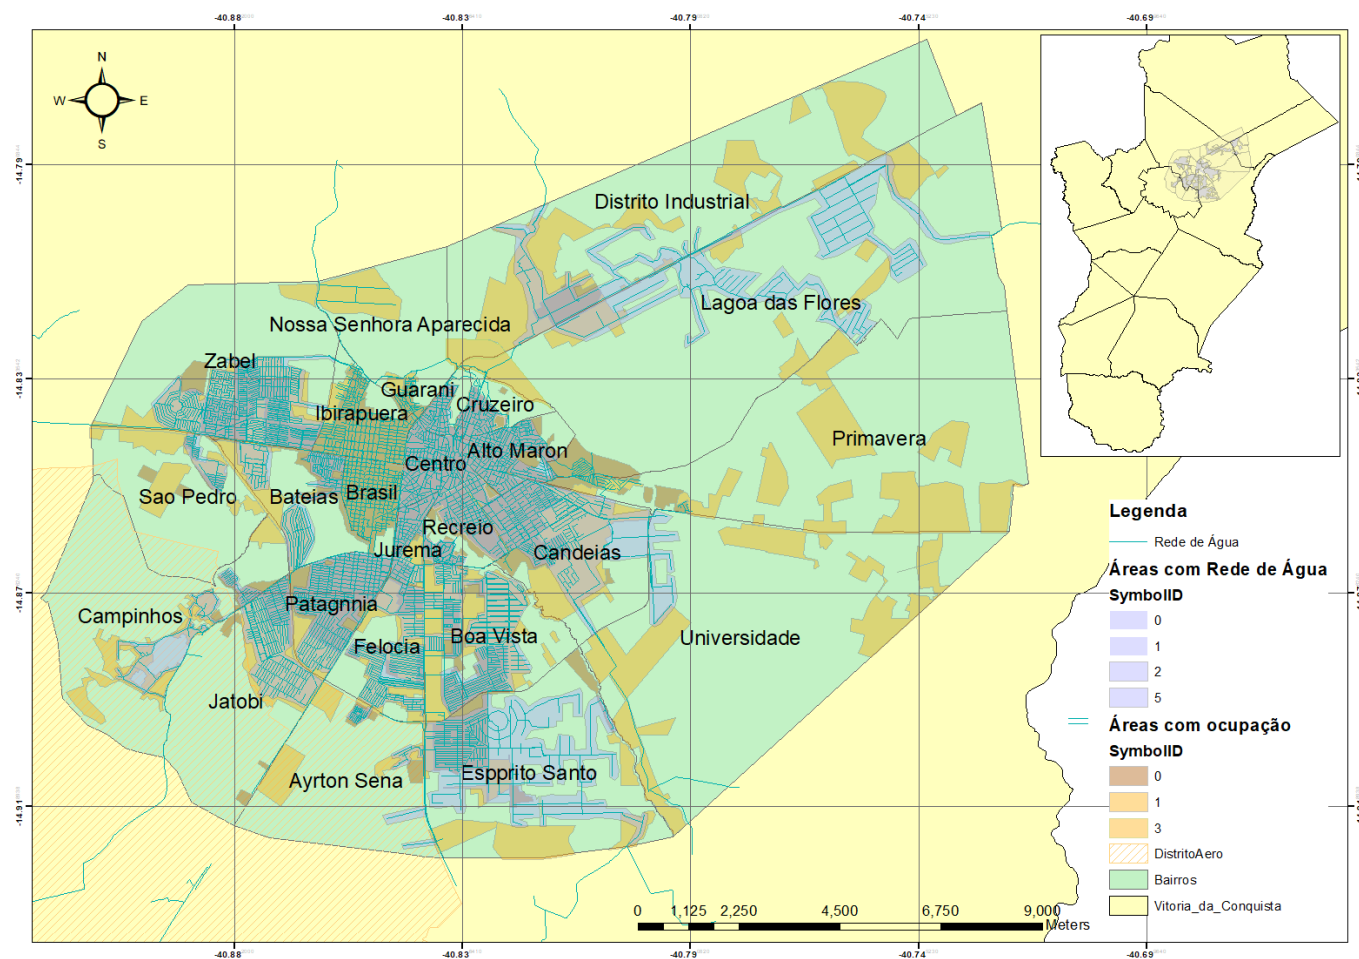 -40.88
-40.83
-40.79
-40.74
-40.69
N
W
E
S
-14.79
Distrito Industrial
Lagoa das Flores
Nossa Senhora Aparecida
Zabel
-14.83
Guarani
Cruzeiro
Ibirapuera
Alto Maron
Primavera
Centro
Sao Pedro
Bateias
Brasil
Recreio
Jurema
Candeias
-14.87
Patagnnia
Campinhos
Felocia
Boa Vista
Universidade
Jatobi
Ayrton Sena
Espprito Santo
-14.91
Legenda
Rede de Água
Áreas com Rede de Água
SymbolID
0
1
2
5
Áreas com ocupação
SymbolID
0
1
3
DistritoAero
Bairros
Vitoria_da_Conquista
0 1,125 2,250 4,500 6,750 9,000
Meters
-40.88
-40.83
-40.79
-40.74
-40.69